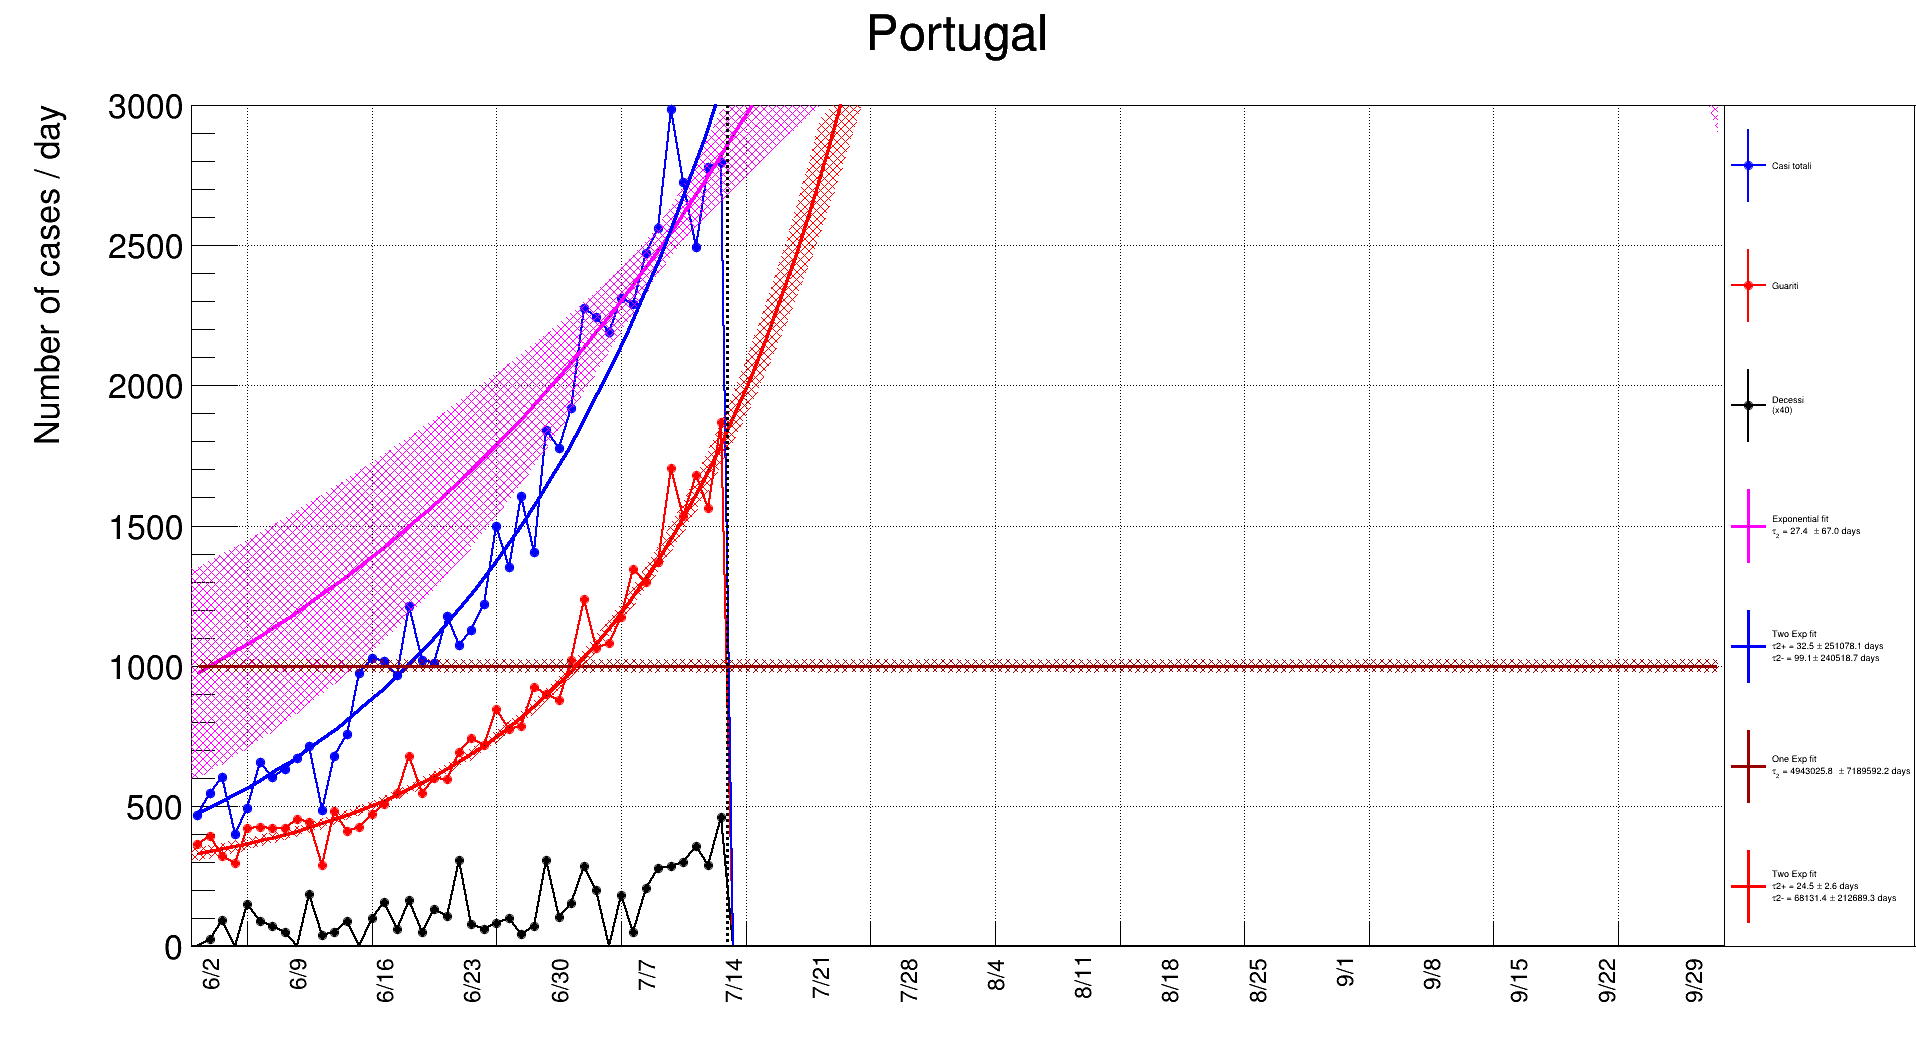 Portugal
Number of cases / day
3000
2500
2000
1500
1000
500
0
6/2
6/9
6/16
6/23
6/30
7/7
7/14
7/21
7/28
8/4
8/11
8/18
8/25
9/1
9/8
9/15
9/22
9/29
Casi totali
Guariti
Decessi
(x40)
Exponential fit
τ2 = 27.4 ± 67.0 days
Two Exp fit
τ2+ = 32.5 ± 251078.1 days
τ2- = 99.1 ± 240518.7 days
One Exp fit
τ2 = 4943025.8 ± 7189592.2 days
Two Exp fit
τ2+ = 24.5 ± 2.6 days
τ2- = 68131.4 ± 212689.3 days